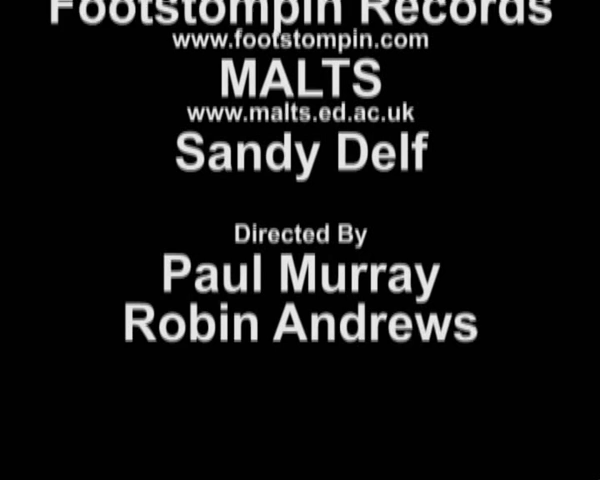 Footstompin Records
www.footstompin.com
MALTS
www.malts.ed.ac.uk
Sandy Delf
Directed By
Paul Murray
Robin Andrews